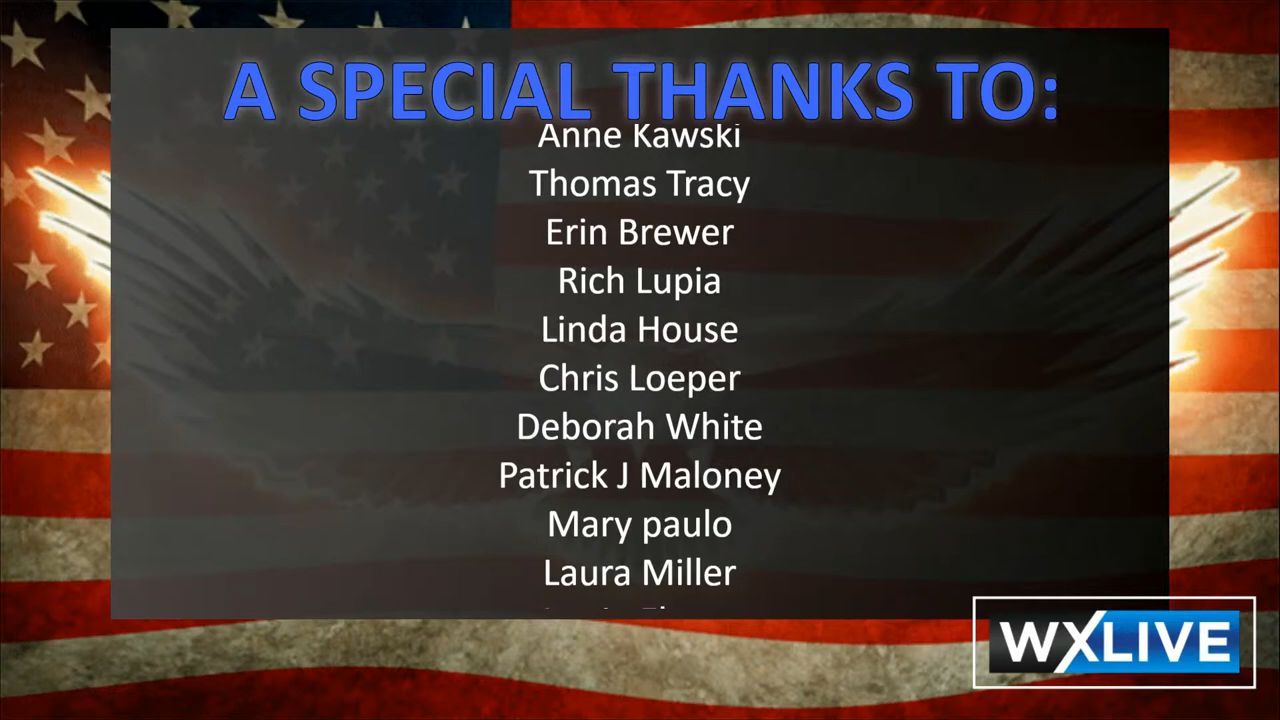 A SPECIAL THANKS TO:
Anne Kawski
Thomas Tracy
Erin Brewer
Rich Lupia
Linda House
Chris Loeper
Deborah White
Patrick J Maloney
Mary paulo
Laura Miller
WXLIVE